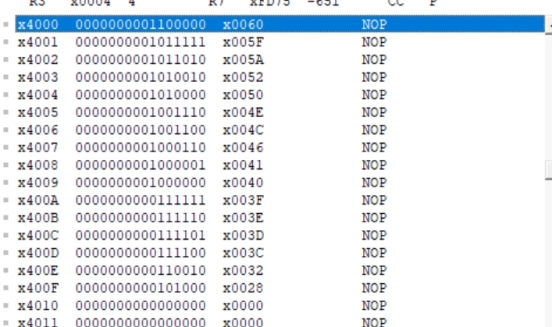 R3 x0004 4 R7 xFD75 -651 CC P
x4000 0000000001100000 x0060 NOP
x4001 0000000001011111 x005F NOP
x4002 0000000001011010 x005A NOP
x4003 0000000001010010 x0052 NOP
x4004 0000000001010000 x0050 NOP
x4005 0000000001001110 x004E NOP
x4006 0000000001001100 x004C NOP
x4007 0000000001000110 x0046 NOP
x4008 0000000001000001 x0041 NOP
x4009 0000000001000000 x0040 NOP
x400A 0000000000111111 x003F NOP
x400B 0000000000111110 x003E NOP
x400C 0000000000111101 x003D NOP
x400D 0000000000111100 x003C NOP
x400E 0000000000110010 x0032 NOP
x400F 0000000000101000 x0028 NOP
x4010 0000000000000000 x0000 NOP
x4011 0000000000000000 x0000 NOP